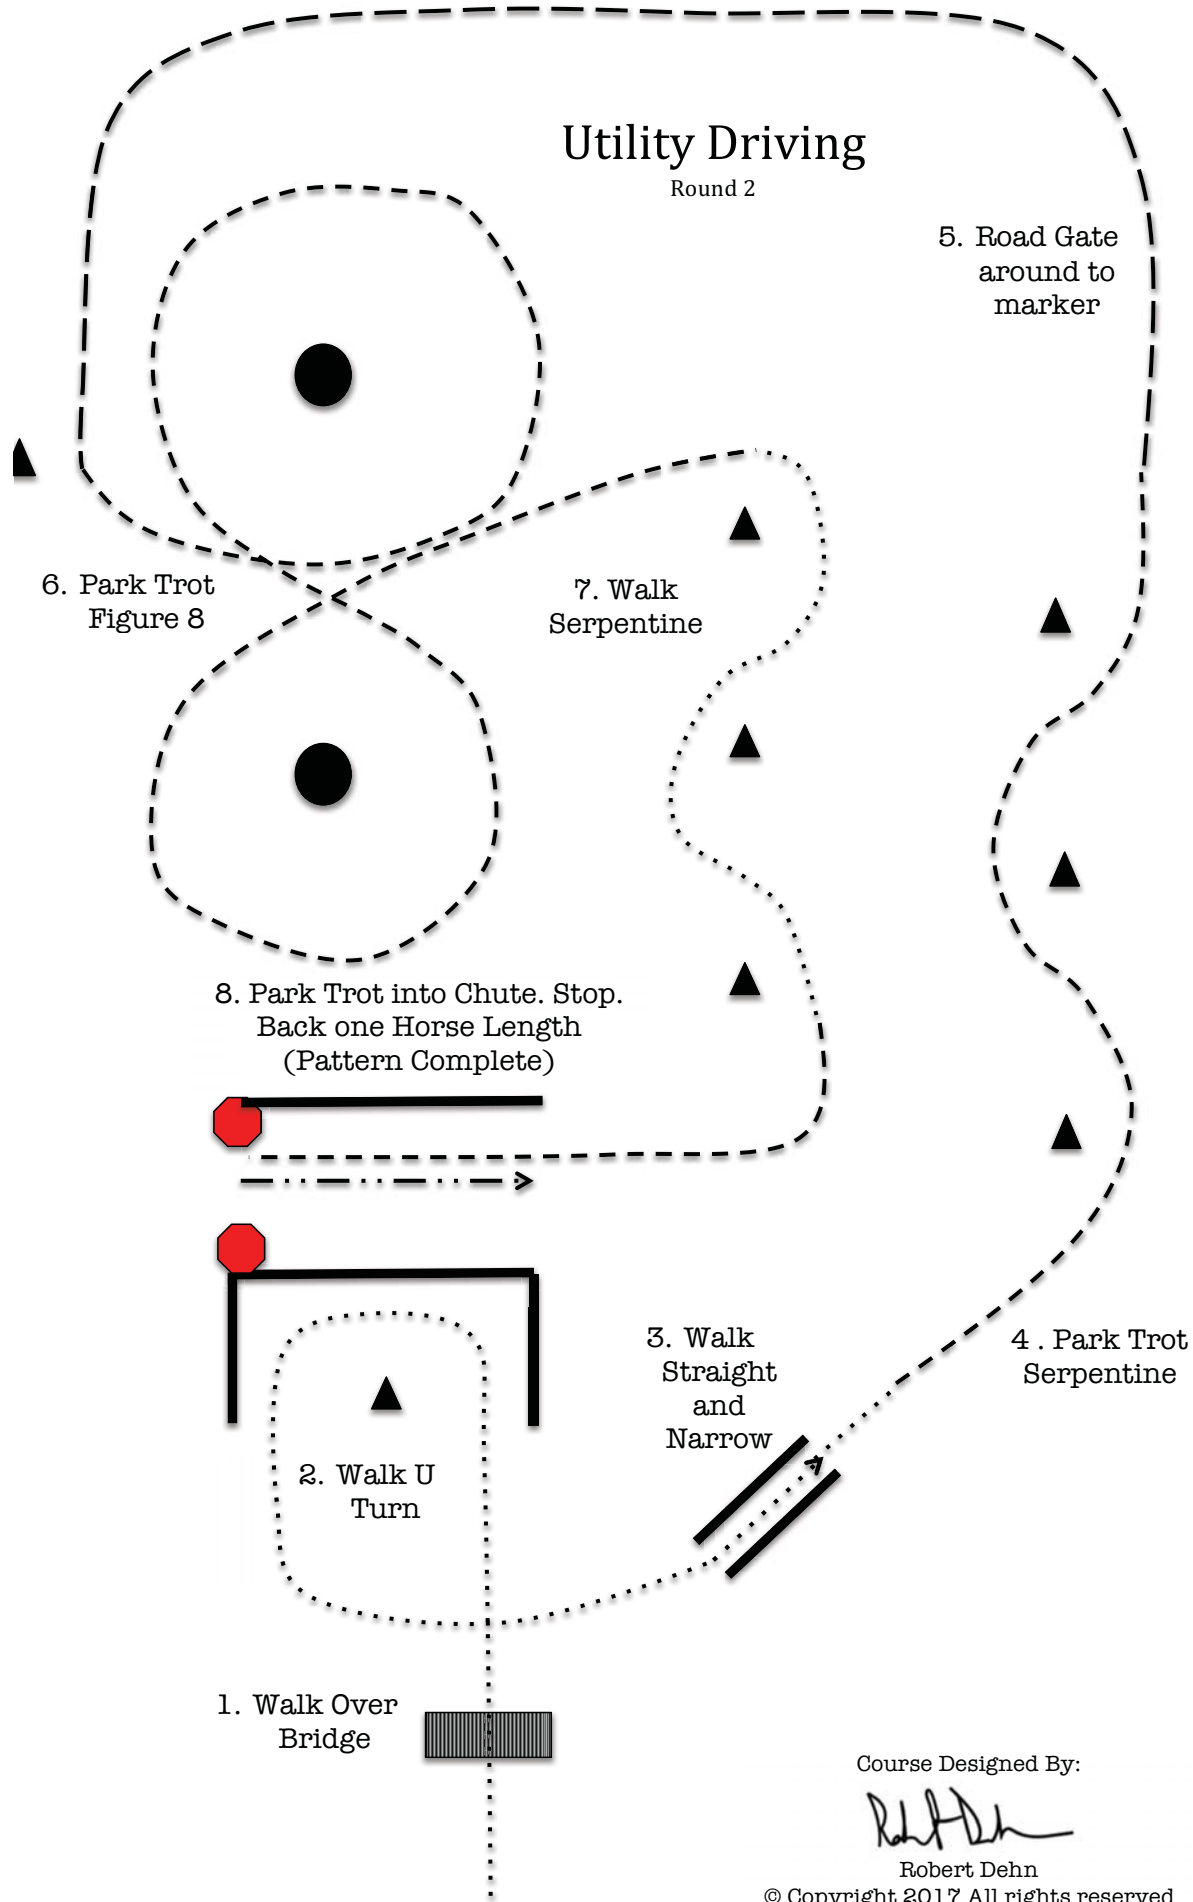 Utility Driving
Round 2
5. Road Gate
around to
marker
6. Park Trot
Figure 8
7. Walk
Serpentine
8. Park Trot into Chute. Stop.
Back one Horse Length
(Pattern Complete)
3. Walk
Straight
and
Narrow
4 . Park Trot
Serpentine
2. Walk U
Turn
1. Walk Over
Bridge
Course Designed By:
Robert Dehn
© Copyright 2017 All rights reserved